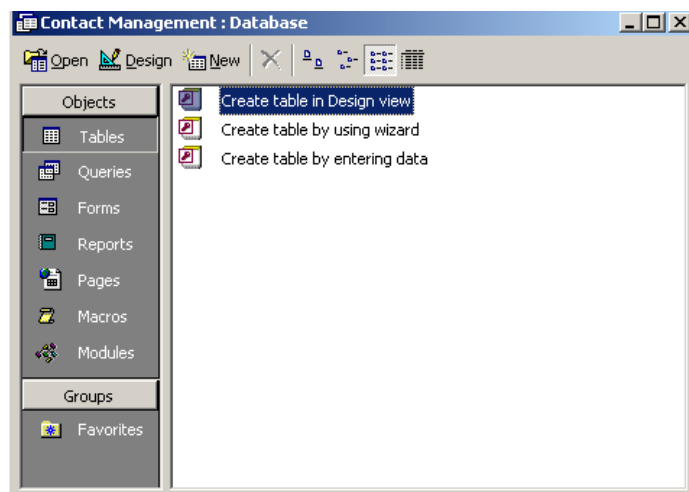 Contact Management : Database
Open Design New
Objects
Tables
Queries
Forms
Reports
Pages
Macros
Modules
Groups
Favorites
Create table in Design view
Create table by using wizard
Create table by entering data